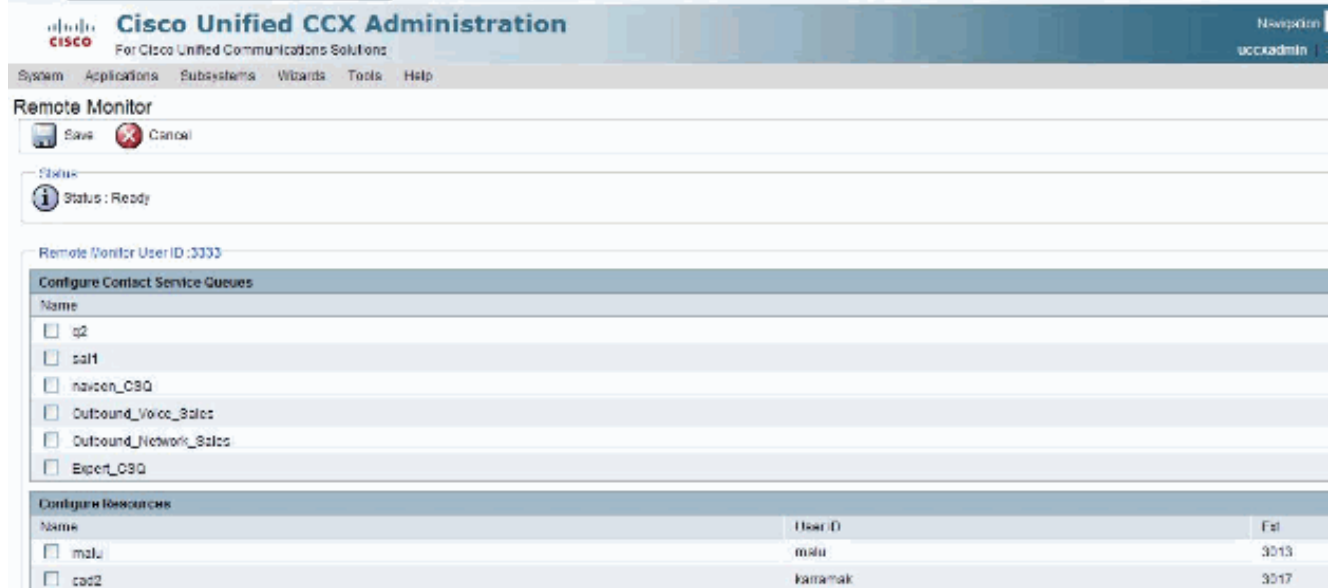 cisco
Cisco Unified CCX Administration
For Cisco Unified Communications Solutions
Navigation
uccxadmin
System Applications Subsystems Wizards Tools Help
Remote Monitor
Save Cancel
Status
Status : Ready
Remote Monitor User ID :3333
Configure Contact Service Queues
Name
q2
sal1
naveen_CSQ
Outbound_Voice_Sales
Outbound_Network_Sales
Expert_CSQ
Configure Resources
Name User ID Ext
malu malu 3013
cad2 karramak 3017